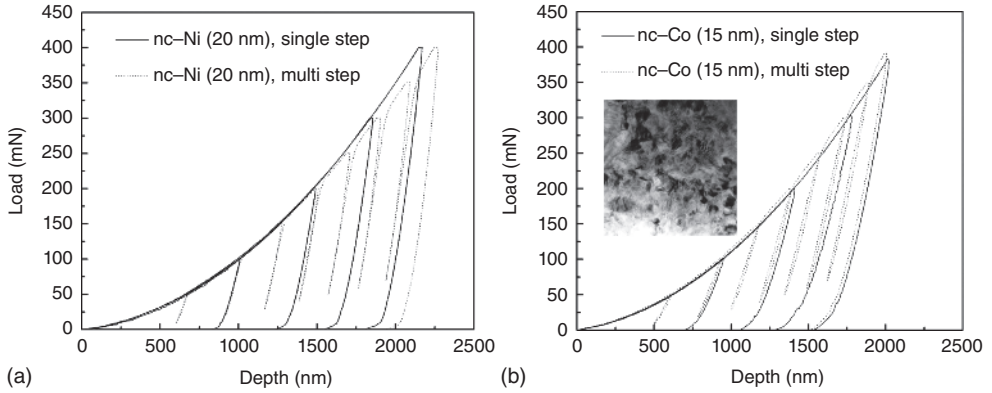 450
400
350
300
250
200
150
100
50
0
Load (mN)
nc–Ni (20 nm), single step
nc–Ni (20 nm), multi step
0 500 1000 1500 2000 2500
Depth (nm)
(a)
450
400
350
300
250
200
150
100
50
0
Load (mN)
nc–Co (15 nm), single step
nc–Co (15 nm), multi step
0 500 1000 1500 2000 2500
Depth (nm)
(b)